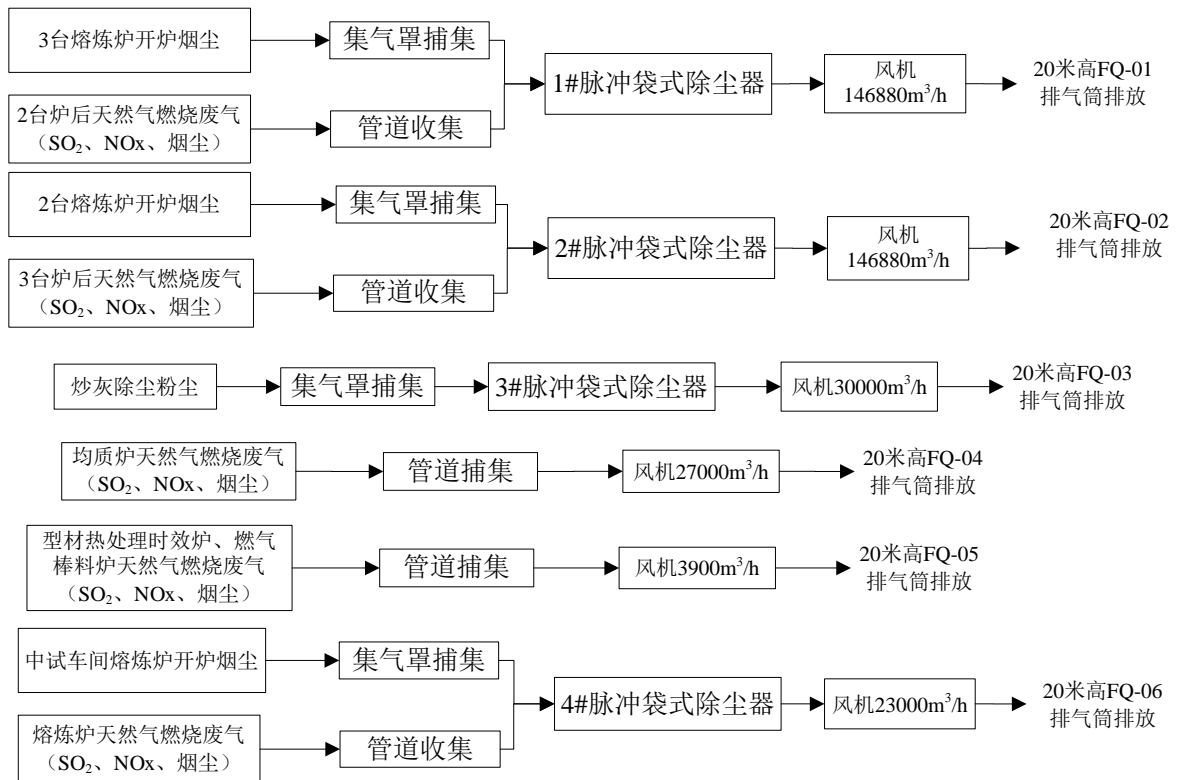 3台熔炼炉开炉烟尘
集气罩捕集
2台炉后天然气燃烧废气
（SO₂、NOx、烟尘）
管道收集
1#脉冲袋式除尘器
风机
146880m³/h
20米高FQ-01
排气筒排放
2台熔炼炉开炉烟尘
集气罩捕集
3台炉后天然气燃烧废气
（SO₂、NOx、烟尘）
管道收集
2#脉冲袋式除尘器
风机
146880m³/h
20米高FQ-02
排气筒排放
炒灰除尘粉尘
集气罩捕集
3#脉冲袋式除尘器
风机30000m³/h
20米高FQ-03
排气筒排放
均质炉天然气燃烧废气
（SO₂、NOx、烟尘）
管道捕集
风机27000m³/h
20米高FQ-04
排气筒排放
型材热处理时效炉、燃气
棒料炉天然气燃烧废气
（SO₂、NOx、烟尘）
管道捕集
风机3900m³/h
20米高FQ-05
排气筒排放
中试车间熔炼炉开炉烟尘
集气罩捕集
熔炼炉天然气燃烧废气
（SO₂、NOx、烟尘）
管道收集
4#脉冲袋式除尘器
风机23000m³/h
20米高FQ-06
排气筒排放